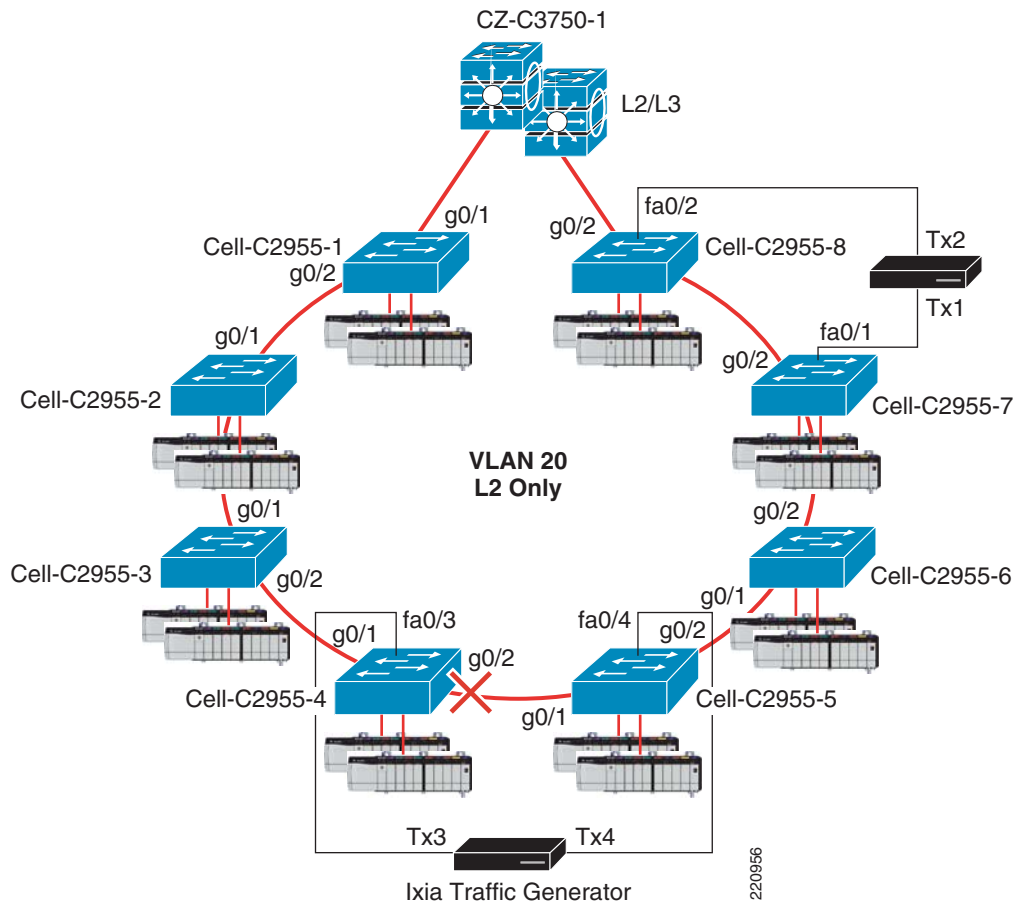 CZ-C3750-1
L2/L3
g0/1
g0/2
fa0/2
Cell-C2955-1
Cell-C2955-8
Tx2
g0/2
Tx1
g0/1
g0/2
fa0/1
Cell-C2955-2
Cell-C2955-7
VLAN 20
L2 Only
g0/1
g0/2
Cell-C2955-3
g0/2
Cell-C2955-6
g0/1
g0/1
fa0/3
fa0/4
g0/2
g0/2
Cell-C2955-4
g0/1
Cell-C2955-5
Tx3
Tx4
Ixia Traffic Generator
220956